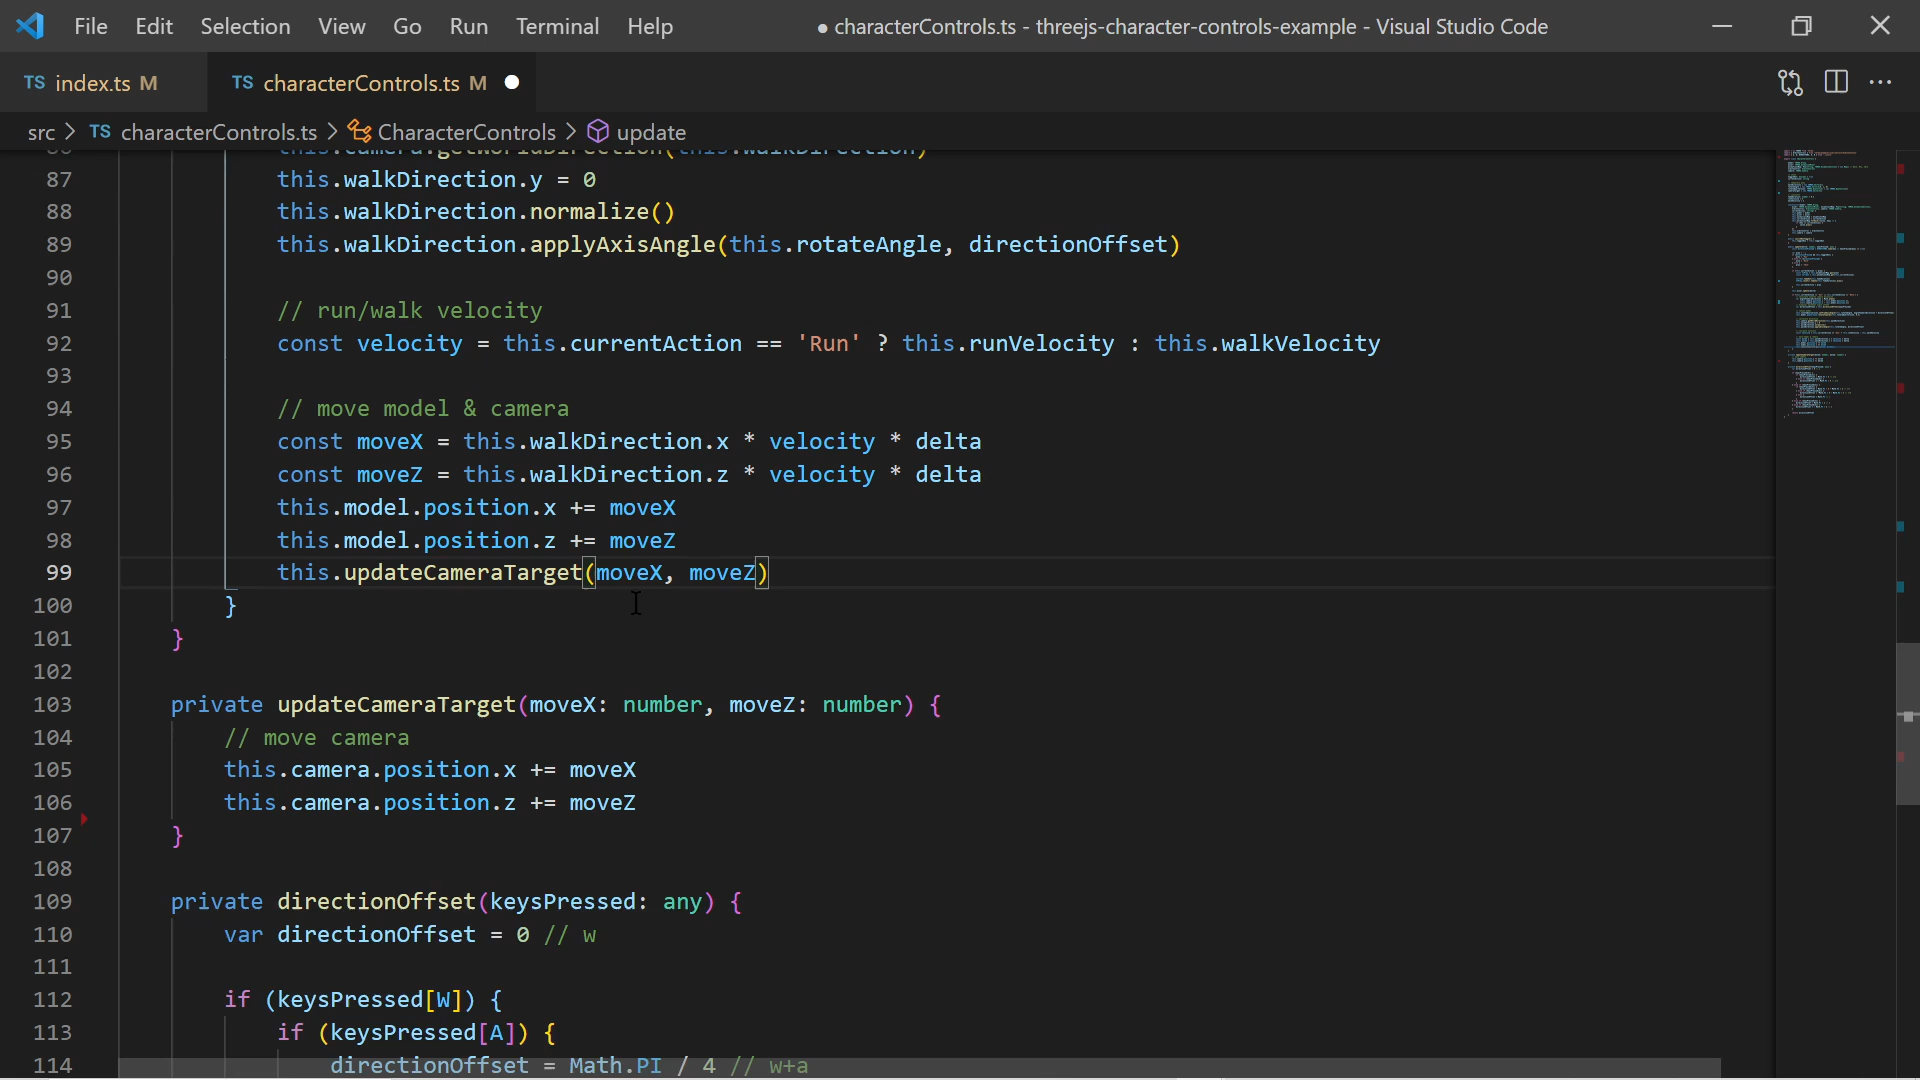 File Edit Selection View Go Run Terminal Help ● characterControls.ts - threejs-character-controls-example - Visual Studio Code
TS index.ts M TS characterControls.ts M
src > TS characterControls.ts > CharacterControls > update
86 this.camera.getWorldDirection(this.walkDirection)
87 this.walkDirection.y = 0
88 this.walkDirection.normalize()
89 this.walkDirection.applyAxisAngle(this.rotateAngle, directionOffset)
90
91 // run/walk velocity
92 const velocity = this.currentAction == 'Run' ? this.runVelocity : this.walkVelocity
93
94 // move model & camera
95 const moveX = this.walkDirection.x * velocity * delta
96 const moveZ = this.walkDirection.z * velocity * delta
97 this.model.position.x += moveX
98 this.model.position.z += moveZ
99 this.updateCameraTarget(moveX, moveZ)
100 }
101 }
102
103 private updateCameraTarget(moveX: number, moveZ: number) {
104 // move camera
105 this.camera.position.x += moveX
106 this.camera.position.z += moveZ
107 }
108
109 private directionOffset(keysPressed: any) {
110 var directionOffset = 0 // w
111
112 if (keysPressed[W]) {
113 if (keysPressed[A]) {
114 directionOffset = Math.PI / 4 // w+a